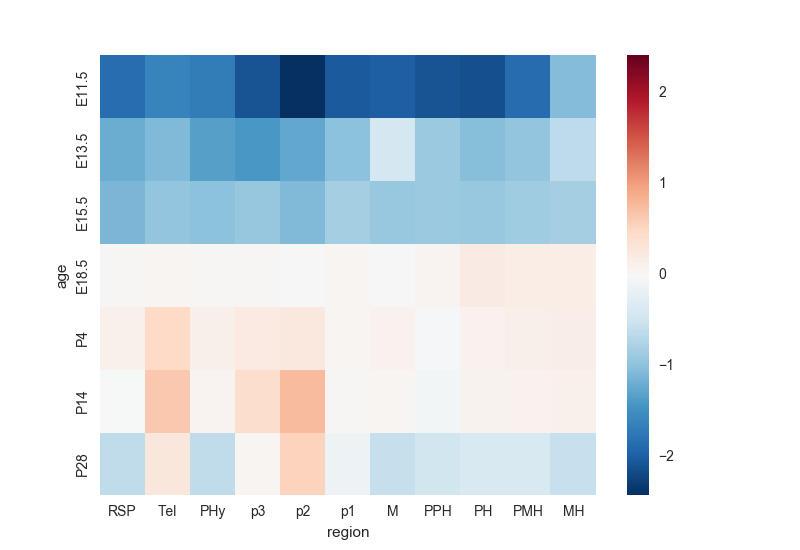 E11.5
E13.5
E15.5
E18.5
P4
P14
P28
age
RSP Tel PHy p3 p2 p1 M PPH PH PMH MH
region
2
1
0
−1
−2